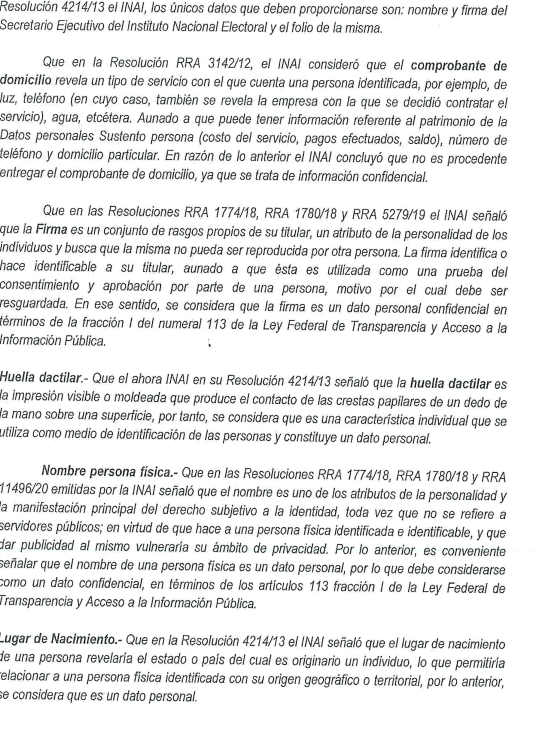 Resolución 4214/13 el INAI, los únicos datos que deben proporcionarse son: nombre y firma del
Secretario Ejecutivo del Instituto Nacional Electoral y el folio de la misma.
Que en la Resolución RRA 3142/12, el INAI consideró que el comprobante de
domicilio revela un tipo de servicio con el que cuenta una persona identificada, por ejemplo, de
luz, teléfono (en cuyo caso, también se revela la empresa con la que se decidió contratar el
servicio), agua, etcétera. Aunado a que puede tener información referente al patrimonio de la
Datos personales Sustento persona (costo del servicio, pagos efectuados, saldo), número de
teléfono y domicilio particular. En razón de lo anterior el INAI concluyó que no es procedente
entregar el comprobante de domicilio, ya que se trata de información confidencial.
Que en las Resoluciones RRA 1774/18, RRA 1780/18 y RRA 5279/19 el INAI señaló
que la Firma es un conjunto de rasgos propios de su titular, un atributo de la personalidad de los
individuos y busca que la misma no pueda ser reproducida por otra persona. La firma identifica o
hace identificable a su titular, aunado a que ésta es utilizada como una prueba del
consentimiento y aprobación por parte de una persona, motivo por el cual debe ser
resguardada. En ese sentido, se considera que la firma es un dato personal confidencial en
términos de la fracción I del numeral 113 de la Ley Federal de Transparencia y Acceso a la
Información Pública.
Huella dactilar.- Que el ahora INAI en su Resolución 4214/13 señaló que la huella dactilar es
la impresión visible o moldeada que produce el contacto de las crestas papilares de un dedo de
la mano sobre una superficie, por tanto, se considera que es una característica individual que se
utiliza como medio de identificación de las personas y constituye un dato personal.
Nombre persona física.- Que en las Resoluciones RRA 1774/18, RRA 1780/18 y RRA
11496/20 emitidas por la INAI señaló que el nombre es uno de los atributos de la personalidad y
la manifestación principal del derecho subjetivo a la identidad, toda vez que no se refiere a
servidores públicos; en virtud de que hace a una persona física identificada e identificable, y que
dar publicidad al mismo vulneraría su ámbito de privacidad. Por lo anterior, es conveniente
señalar que el nombre de una persona física es un dato personal, por lo que debe considerarse
como un dato confidencial, en términos de los artículos 113 fracción I de la Ley Federal de
Transparencia y Acceso a la Información Pública.
Lugar de Nacimiento.- Que en la Resolución 4214/13 el INAI señaló que el lugar de nacimiento
de una persona revelaría el estado o país del cual es originario un individuo, lo que permitiría
relacionar a una persona física identificada con su origen geográfico o territorial, por lo anterior,
se considera que es un dato personal.